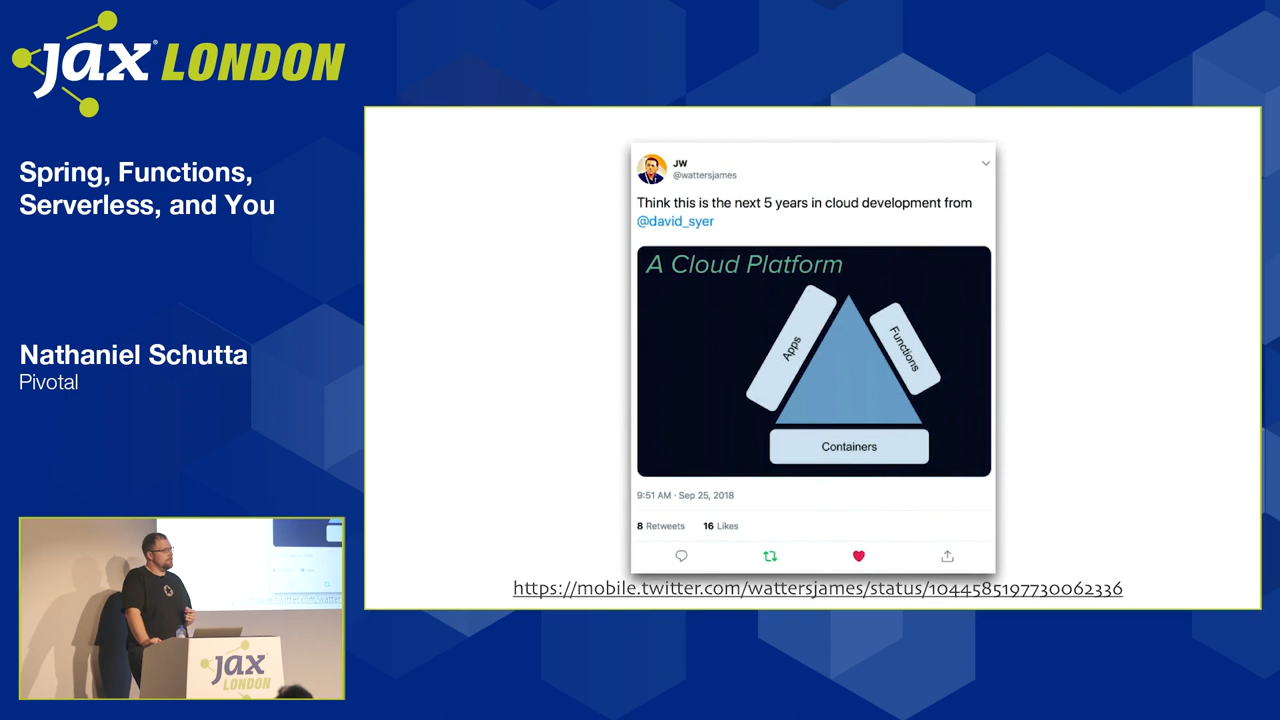 jax® LONDON
Spring, Functions,
Serverless, and You
Nathaniel Schutta
Pivotal
JW
@wattersjames
Think this is the next 5 years in cloud development from
@david_syer
A Cloud Platform
Apps
Functions
Containers
9:51 AM · Sep 25, 2018
8 Retweets 16 Likes
https://mobile.twitter.com/wattersjames/status/1044585197730062336
jax
LONDON